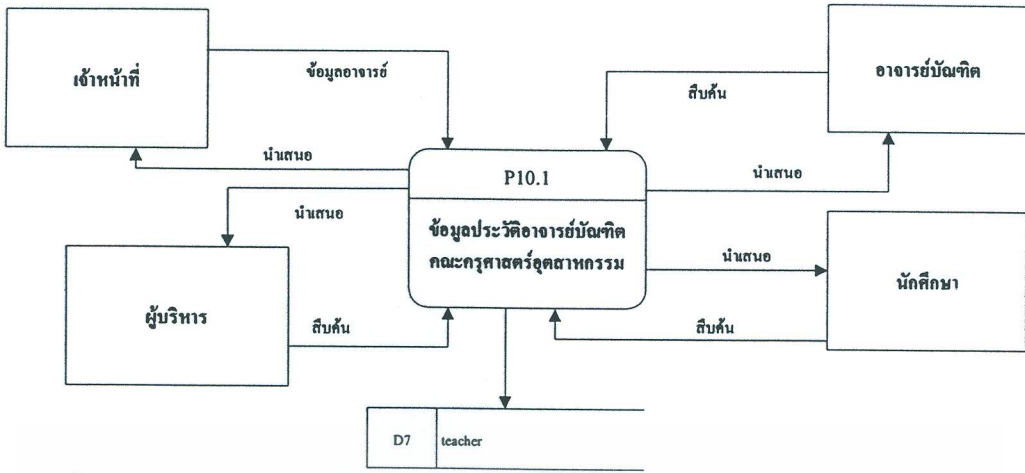 เจ้าหน้าที่
ข้อมูลอาจารย์
อาจารย์บัณฑิต
สืบค้น
นำเสนอ
P10.1
นำเสนอ
นำเสนอ
ข้อมูลประวัติอาจารย์บัณฑิต
คณะครุศาสตร์อุตสาหกรรม
นำเสนอ
นักศึกษา
ผู้บริหาร
สืบค้น
สืบค้น
D7 teacher